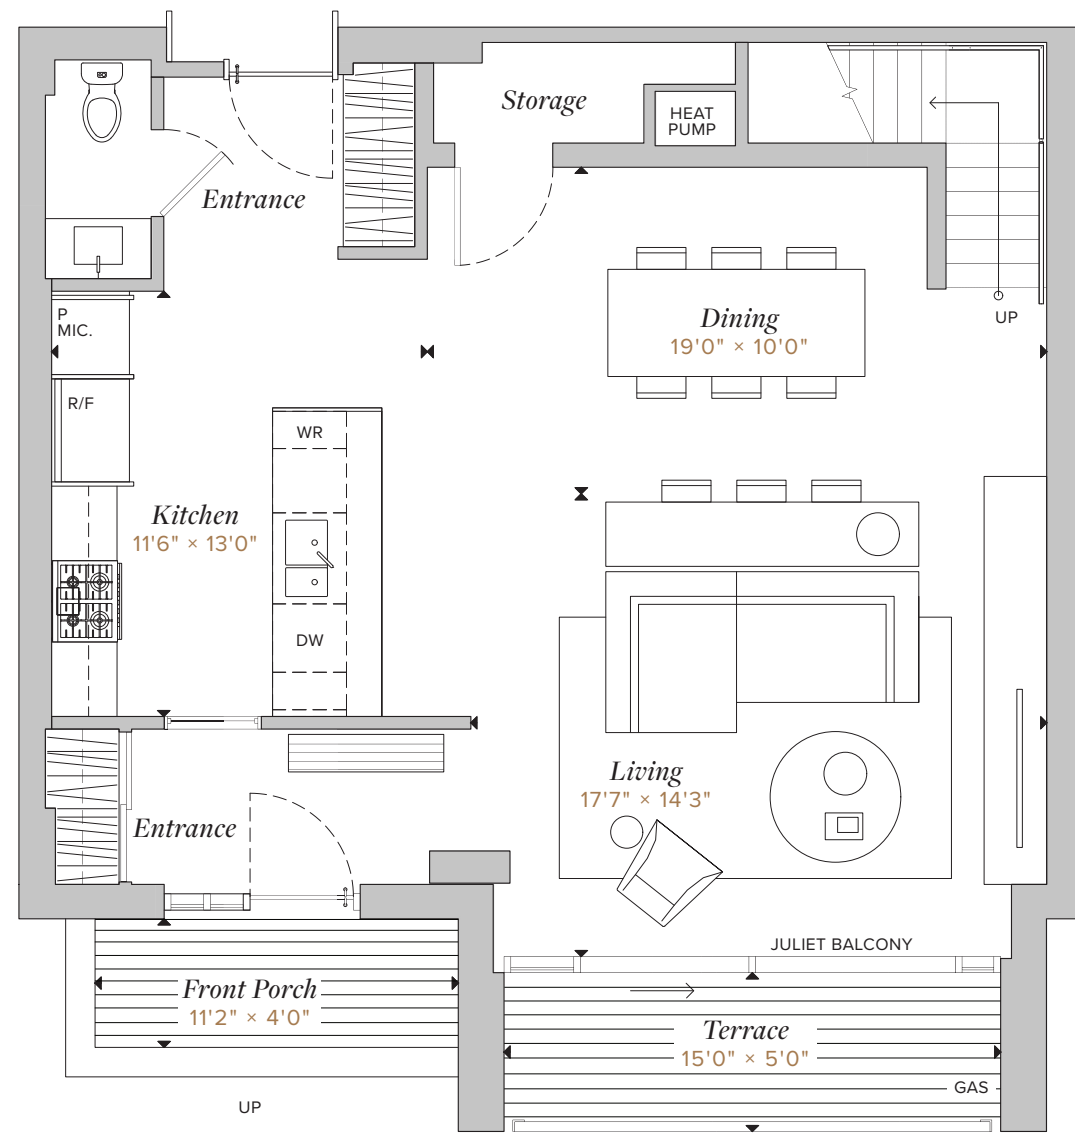 Storage
HEAT
PUMP
Entrance
UP
P
MIC.
Dining
19'0" × 10'0"
R/F
WR
Kitchen
11'6" × 13'0"
DW
Living
17'7" × 14'3"
Entrance
JULIET BALCONY
Front Porch
11'2" × 4'0"
Terrace
15'0" × 5'0"
GAS
UP